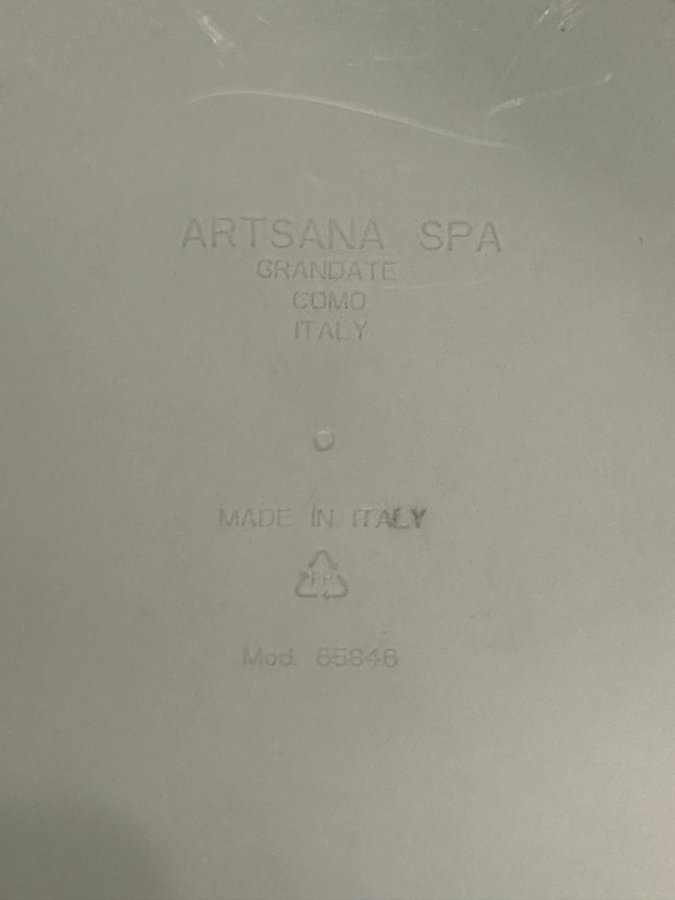 ARTSANA SPA
GRANDATE
COMO
ITALY
MADE IN ITALY
PP
Mod. 65846